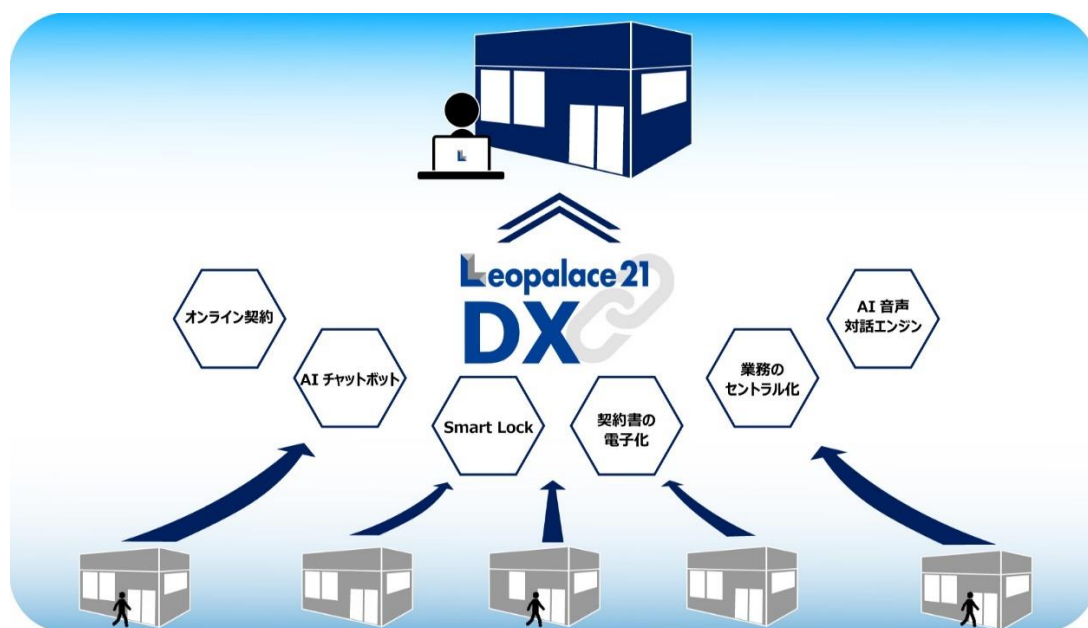 Leopalace 21
DX
オンライン契約
AI チャットボット
Smart Lock
契約書の
電子化
業務の
セントラル化
AI 音声
対話エンジン